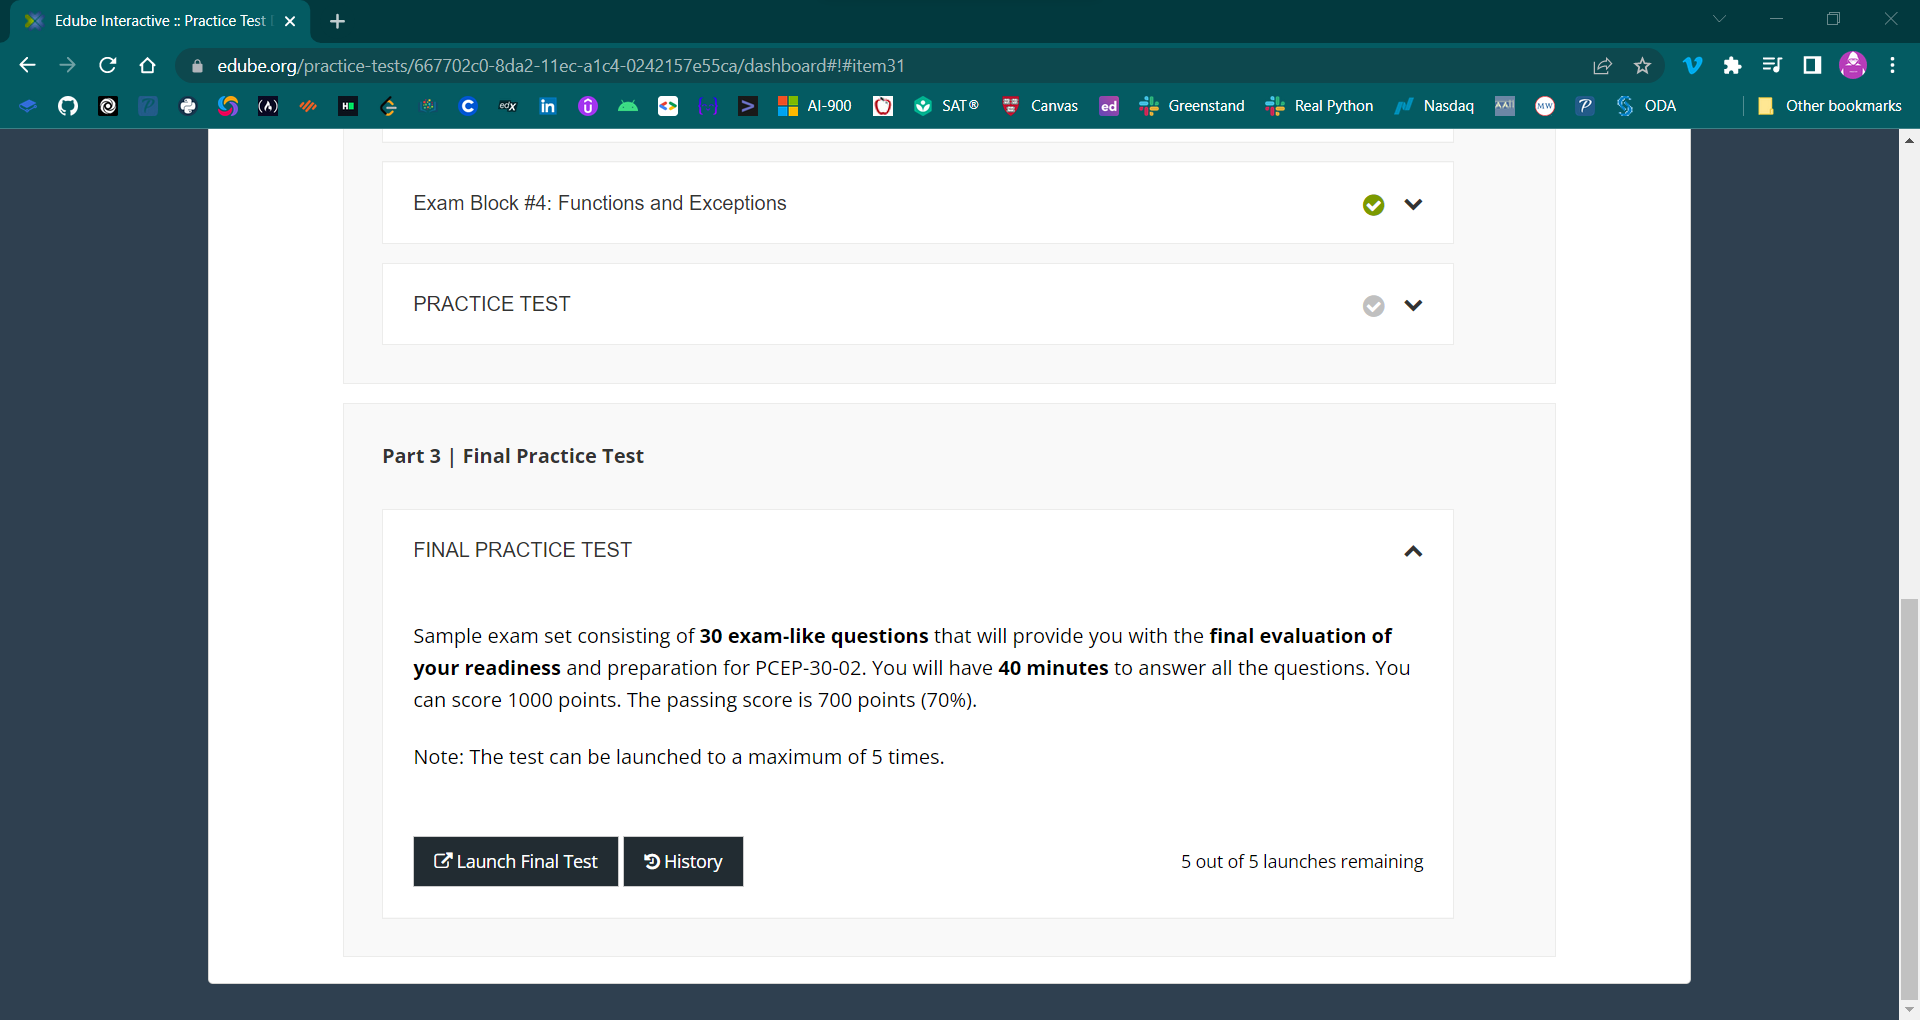 Edube Interactive :: Practice Test
edube.org/practice-tests/667702c0-8da2-11ec-a1c4-0242157e55ca/dashboard#!#item31
AI-900 SAT® Canvas ed Greenstand Real Python Nasdaq ODA Other bookmarks
Exam Block #4: Functions and Exceptions
PRACTICE TEST
Part 3 | Final Practice Test
FINAL PRACTICE TEST
Sample exam set consisting of 30 exam-like questions that will provide you with the final evaluation of
your readiness and preparation for PCEP-30-02. You will have 40 minutes to answer all the questions. You
can score 1000 points. The passing score is 700 points (70%).
Note: The test can be launched to a maximum of 5 times.
Launch Final Test History 5 out of 5 launches remaining